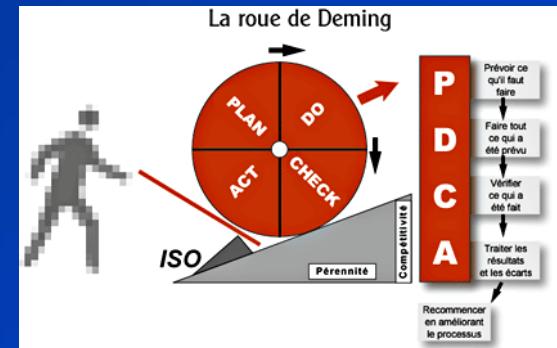 La roue de Deming
PLAN
DO
ACT
CHECK
ISO
Pérennité
Compétitivité
P
D
C
A
Prévoir ce
qu'il faut
faire
Faire tout
ce qui a
été prévu
Vérifier
ce qui a
été fait
Traiter les
résultats
et les écarts
Recommencer
en améliorant
le processus